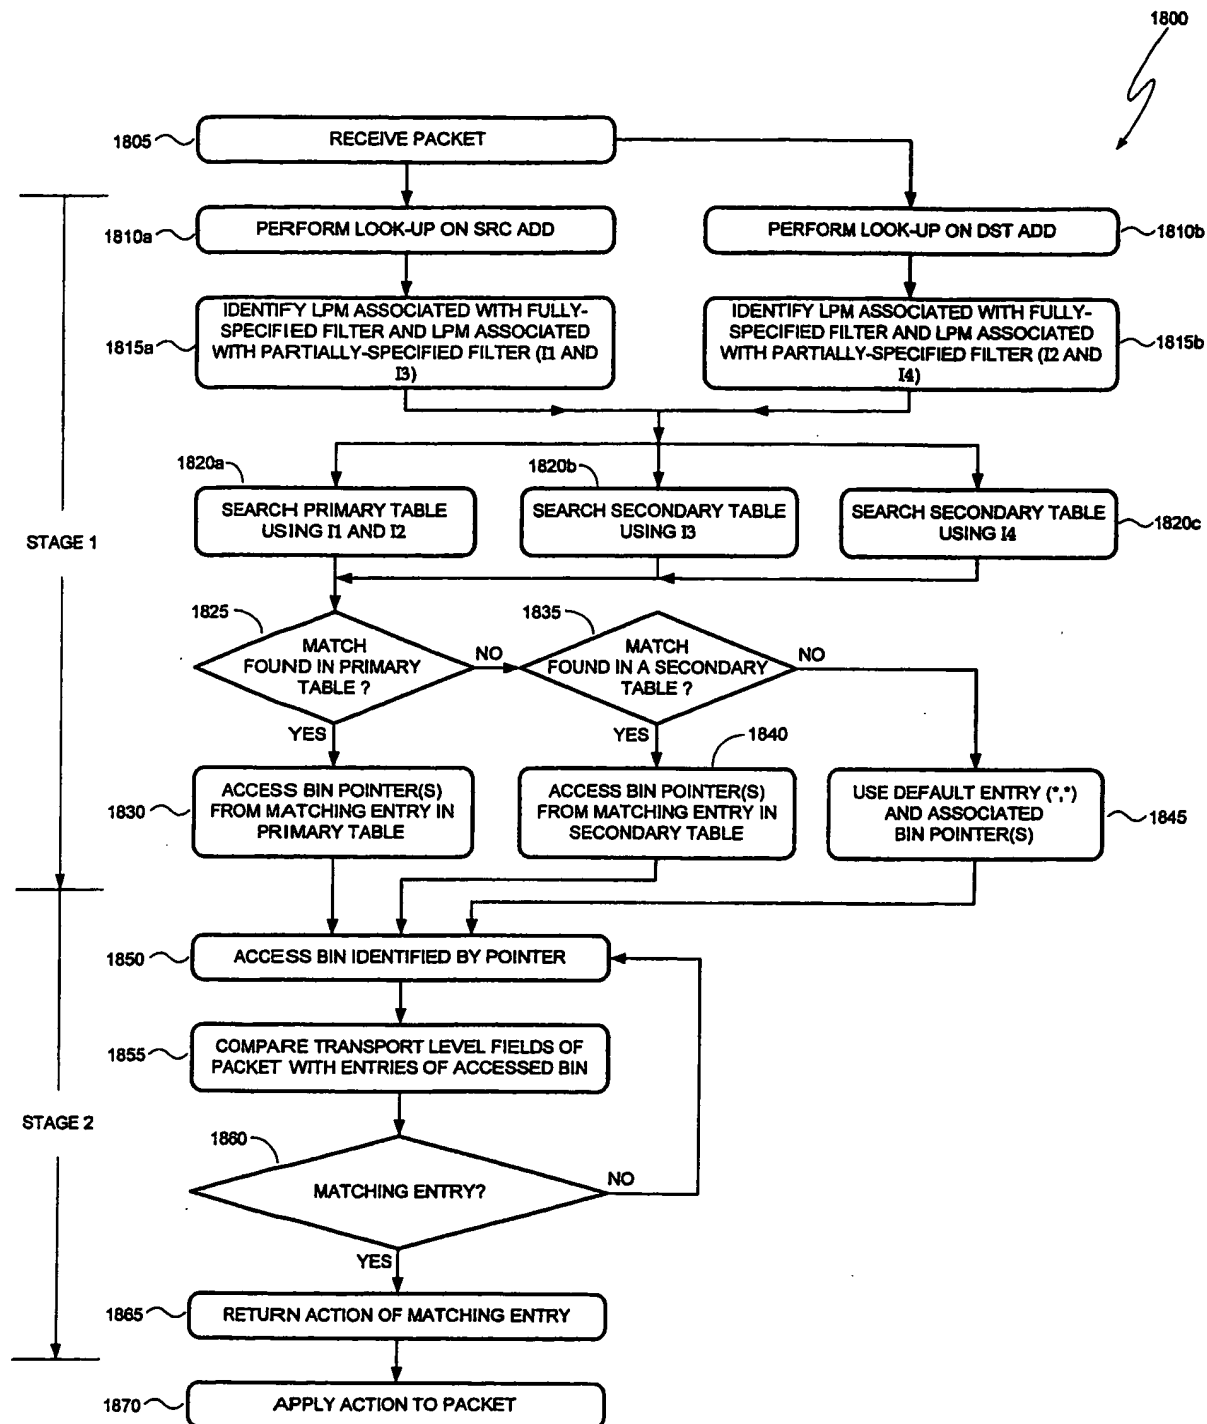 1800
1805
RECEIVE PACKET
1810a
PERFORM LOOK-UP ON SRC ADD
PERFORM LOOK-UP ON DST ADD
1810b
1815a
IDENTIFY LPM ASSOCIATED WITH FULLY-
SPECIFIED FILTER AND LPM ASSOCIATED
WITH PARTIALLY-SPECIFIED FILTER (I1 AND
I3)
IDENTIFY LPM ASSOCIATED WITH FULLY-
SPECIFIED FILTER AND LPM ASSOCIATED
WITH PARTIALLY-SPECIFIED FILTER (I2 AND
I4)
1815b
1820a
SEARCH PRIMARY TABLE
USING I1 AND I2
1820b
SEARCH SECONDARY TABLE
USING I3
SEARCH SECONDARY TABLE
USING I4
1820c
STAGE 1
1825
MATCH
FOUND IN PRIMARY
TABLE ?
NO
YES
1835
MATCH
FOUND IN A SECONDARY
TABLE ?
NO
YES
1830
ACCESS BIN POINTER(S)
FROM MATCHING ENTRY IN
PRIMARY TABLE
1840
ACCESS BIN POINTER(S)
FROM MATCHING ENTRY IN
SECONDARY TABLE
USE DEFAULT ENTRY (*,*)
AND ASSOCIATED
BIN POINTER(S)
1845
1850
ACCESS BIN IDENTIFIED BY POINTER
1855
COMPARE TRANSPORT LEVEL FIELDS OF
PACKET WITH ENTRIES OF ACCESSED BIN
STAGE 2
1860
MATCHING ENTRY?
NO
YES
1865
RETURN ACTION OF MATCHING ENTRY
1870
APPLY ACTION TO PACKET